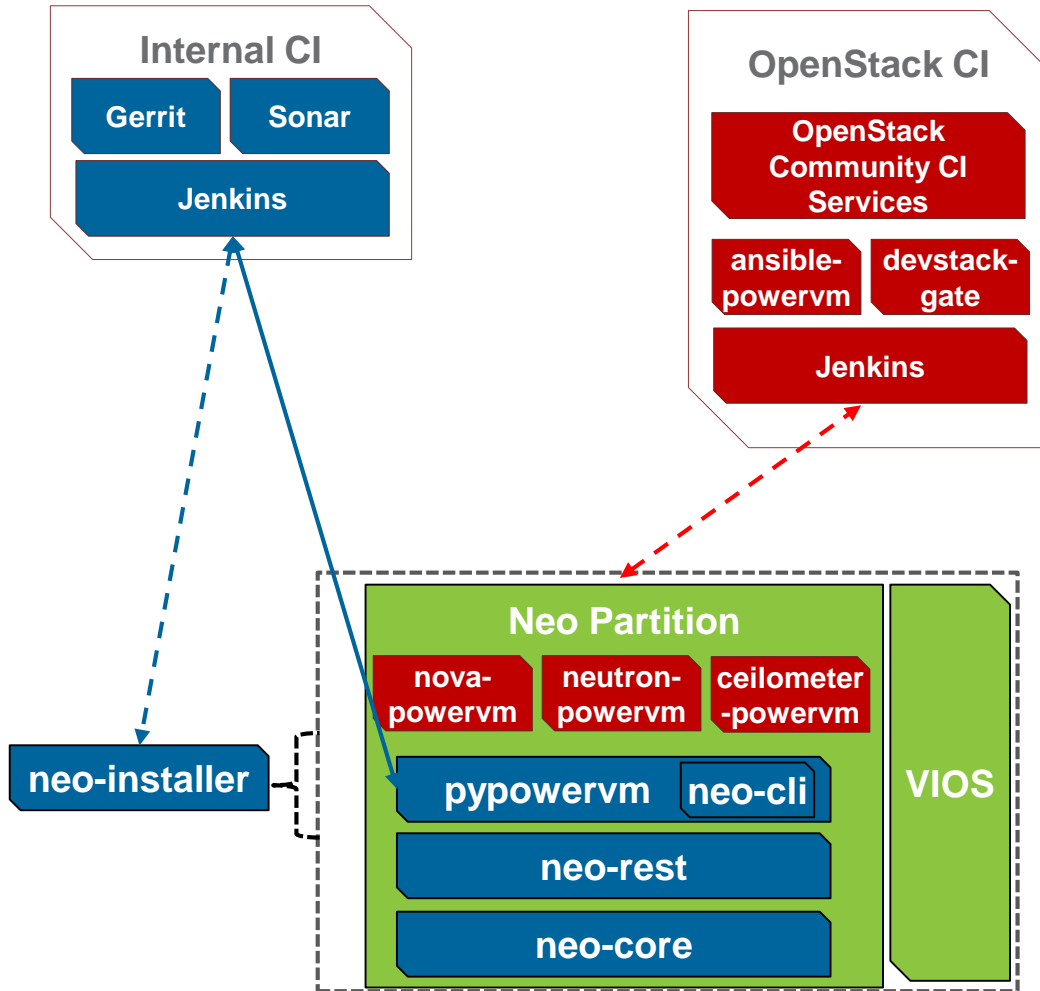 Internal CI
Gerrit
Sonar
Jenkins
OpenStack CI
OpenStack
Community CI
Services
ansible-
powervm
devstack-
gate
Jenkins
Neo Partition
nova-
powervm
neutron-
powervm
ceilometer
-powervm
neo-installer
pypowervm
neo-cli
VIOS
neo-rest
neo-core